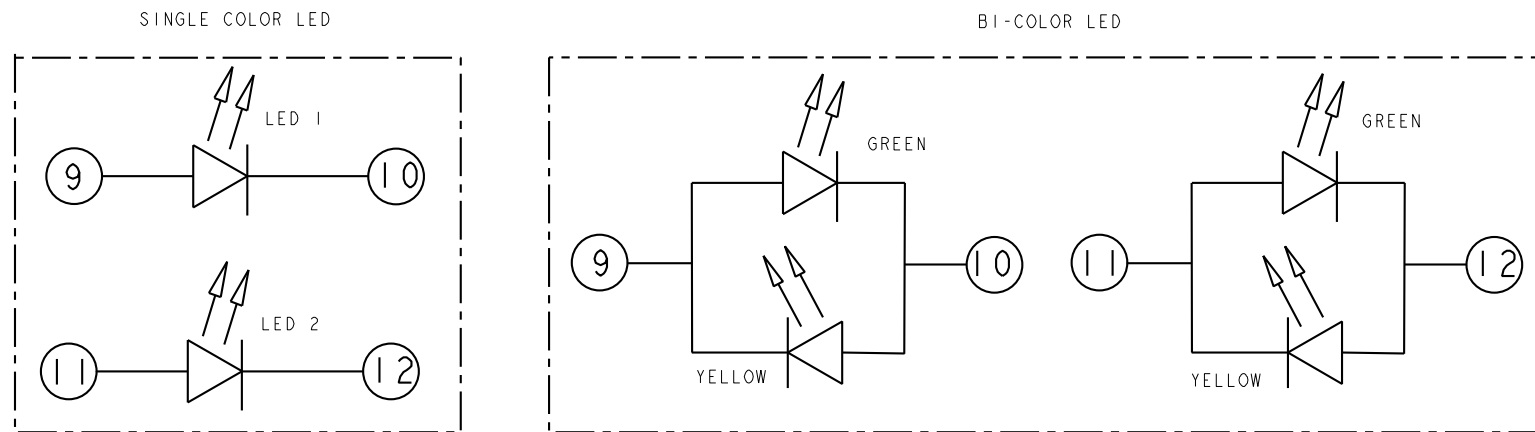 SINGLE COLOR LED
LED 1
9
10
LED 2
11
12
BI-COLOR LED
GREEN
9
10
YELLOW
GREEN
11
12
YELLOW